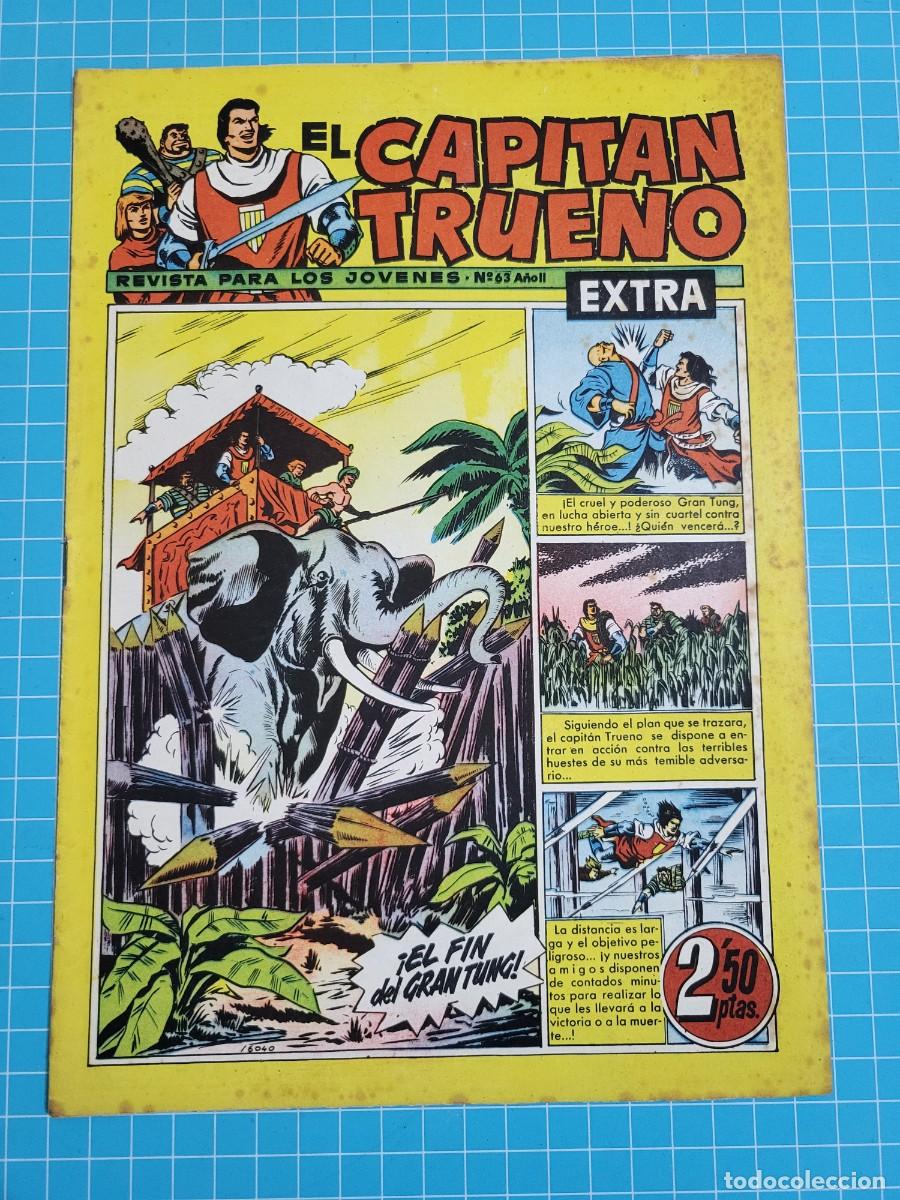 EL CAPITAN
TRUENO
REVISTA PARA LOS JOVENES · Nº 63 Año II
EXTRA
¡El cruel y poderoso Gran Tung,
en lucha abierta y sin cuartel contra
nuestro héroe...! ¿Quién vencerá...?
Siguiendo el plan que se trazara,
el capitán Trueno se dispone a en-
trar en acción contra las terribles
huestes de su más temible adversa-
rio...
La distancia es lar-
ga y el objetivo pe-
ligroso... ¡y nuestros
amigos disponen
de contados minu-
tos para realizar lo
que les llevará a la
victoria o a la muer-
te...!
2'50
ptas.
¡EL FIN
del GRAN TUNG!
16040
todocoleccion